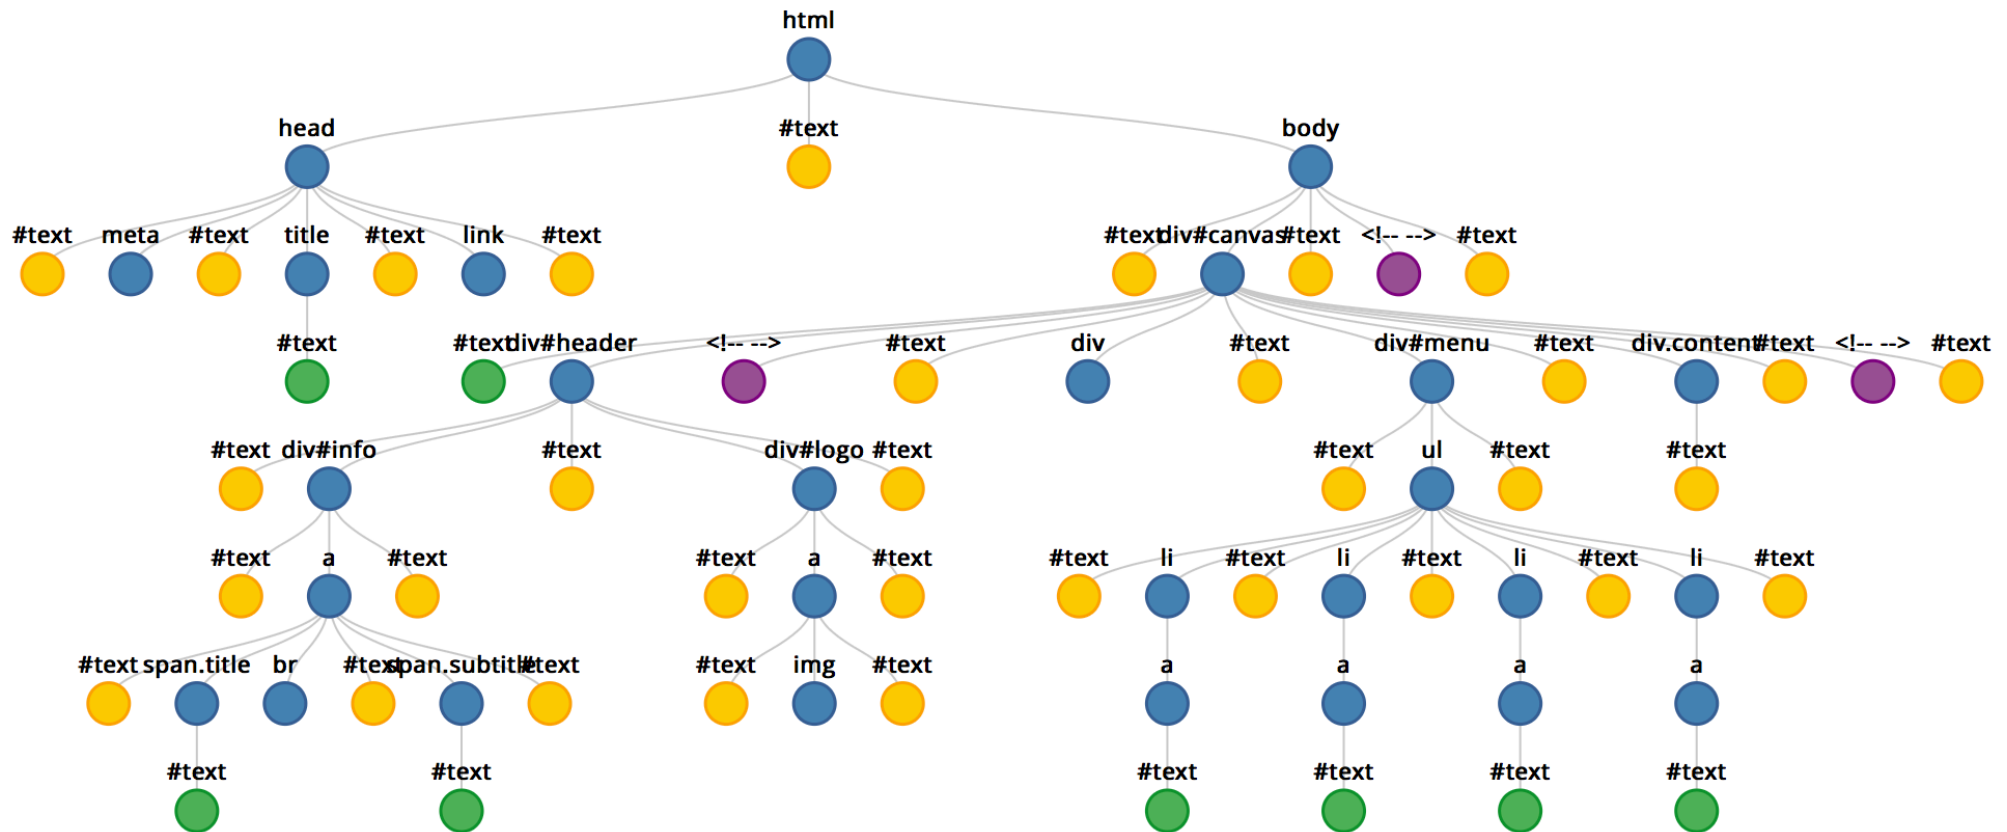 html
head #text body
#text meta #text title #text link #text #text div#canvas #text <!-- --> #text
#text #text div#header <!-- --> #text div #text div#menu #text div.content #text <!-- --> #text
#text div#info #text div#logo #text #text ul #text #text
#text a #text #text a #text #text li #text li #text li #text li #text
#text span.title br #text span.subtitle #text #text img #text a a a a
#text #text #text #text #text #text